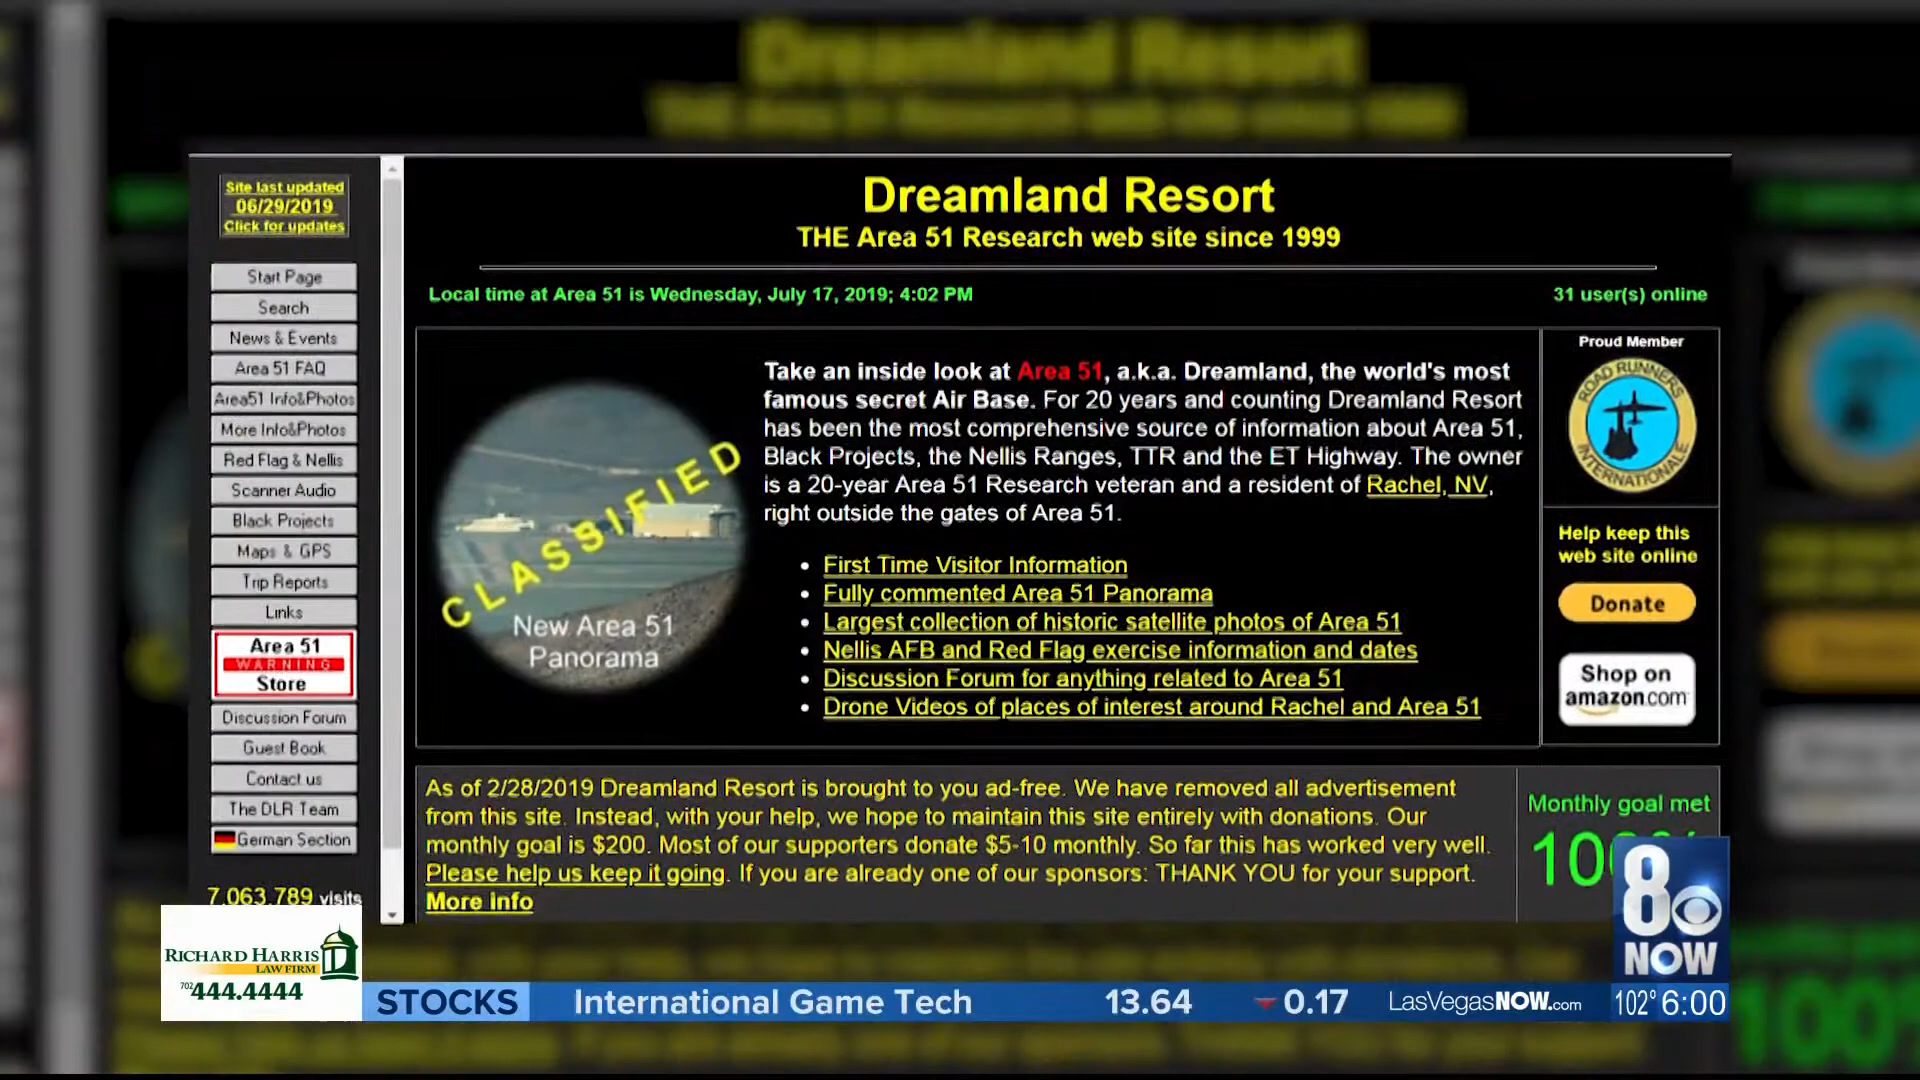 Dreamland Resort
THE Area 51 Research web site since 1999
Site last updated
06/29/2019
Click for updates
Start Page
Search
News & Events
Area 51 FAQ
Area51 Info&Photos
More Info&Photos
Red Flag & Nellis
Scanner Audio
Black Projects
Maps & GPS
Trip Reports
Links
Area 51
WARNING
Store
Discussion Forum
Guest Book
Contact us
The DLR Team
German Section
7,063,789 visits
Dreamland Resort
THE Area 51 Research web site since 1999
Local time at Area 51 is Wednesday, July 17, 2019; 4:02 PM
31 user(s) online
CLASSIFIED
New Area 51
Panorama
Take an inside look at Area 51, a.k.a. Dreamland, the world's most
famous secret Air Base. For 20 years and counting Dreamland Resort
has been the most comprehensive source of information about Area 51,
Black Projects, the Nellis Ranges, TTR and the ET Highway. The owner
is a 20-year Area 51 Research veteran and a resident of Rachel, NV,
right outside the gates of Area 51.
• First Time Visitor Information
• Fully commented Area 51 Panorama
• Largest collection of historic satellite photos of Area 51
• Nellis AFB and Red Flag exercise information and dates
• Discussion Forum for anything related to Area 51
• Drone Videos of places of interest around Rachel and Area 51
Proud Member
ROAD RUNNERS
INTERNATIONALE
Help keep this
web site online
Donate
Shop on
amazon.com
As of 2/28/2019 Dreamland Resort is brought to you ad-free. We have removed all advertisement
from this site. Instead, with your help, we hope to maintain this site entirely with donations. Our
monthly goal is $200. Most of our supporters donate $5-10 monthly. So far this has worked very well.
Please help us keep it going. If you are already one of our sponsors: THANK YOU for your support.
More info
Monthly goal met
100%
8
NOW
RICHARD HARRIS
LAW FIRM
702 444.4444
STOCKS International Game Tech 13.64 0.17 LasVegasNOW.com 102° 6:00